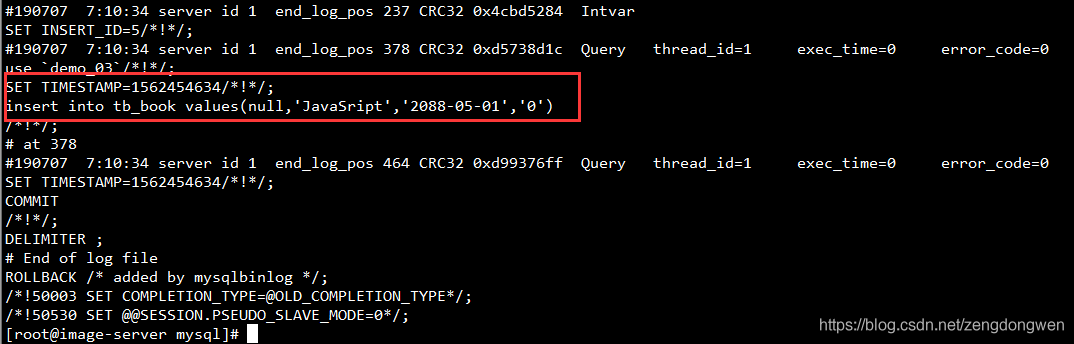 #190707  7:10:34 server id 1  end_log_pos 237 CRC32 0x4cbd5284  Intvar
SET INSERT_ID=5/*!*/;
#190707  7:10:34 server id 1  end_log_pos 378 CRC32 0xd5738d1c  Query   thread_id=1     exec_time=0     error_code=0
use `demo_03`/*!*/;
SET TIMESTAMP=1562454634/*!*/;
insert into tb_book values(null,'JavaSript','2088-05-01','0')
/*!*/;
# at 378
#190707  7:10:34 server id 1  end_log_pos 464 CRC32 0xd99376ff  Query   thread_id=1     exec_time=0     error_code=0
SET TIMESTAMP=1562454634/*!*/;
COMMIT
/*!*/;
DELIMITER ;
# End of log file
ROLLBACK /* added by mysqlbinlog */;
/*!50003 SET COMPLETION_TYPE=@OLD_COMPLETION_TYPE*/;
/*!50530 SET @@SESSION.PSEUDO_SLAVE_MODE=0*/;
[root@image-server mysql]#
https://blog.csdn.net/zengdongwen